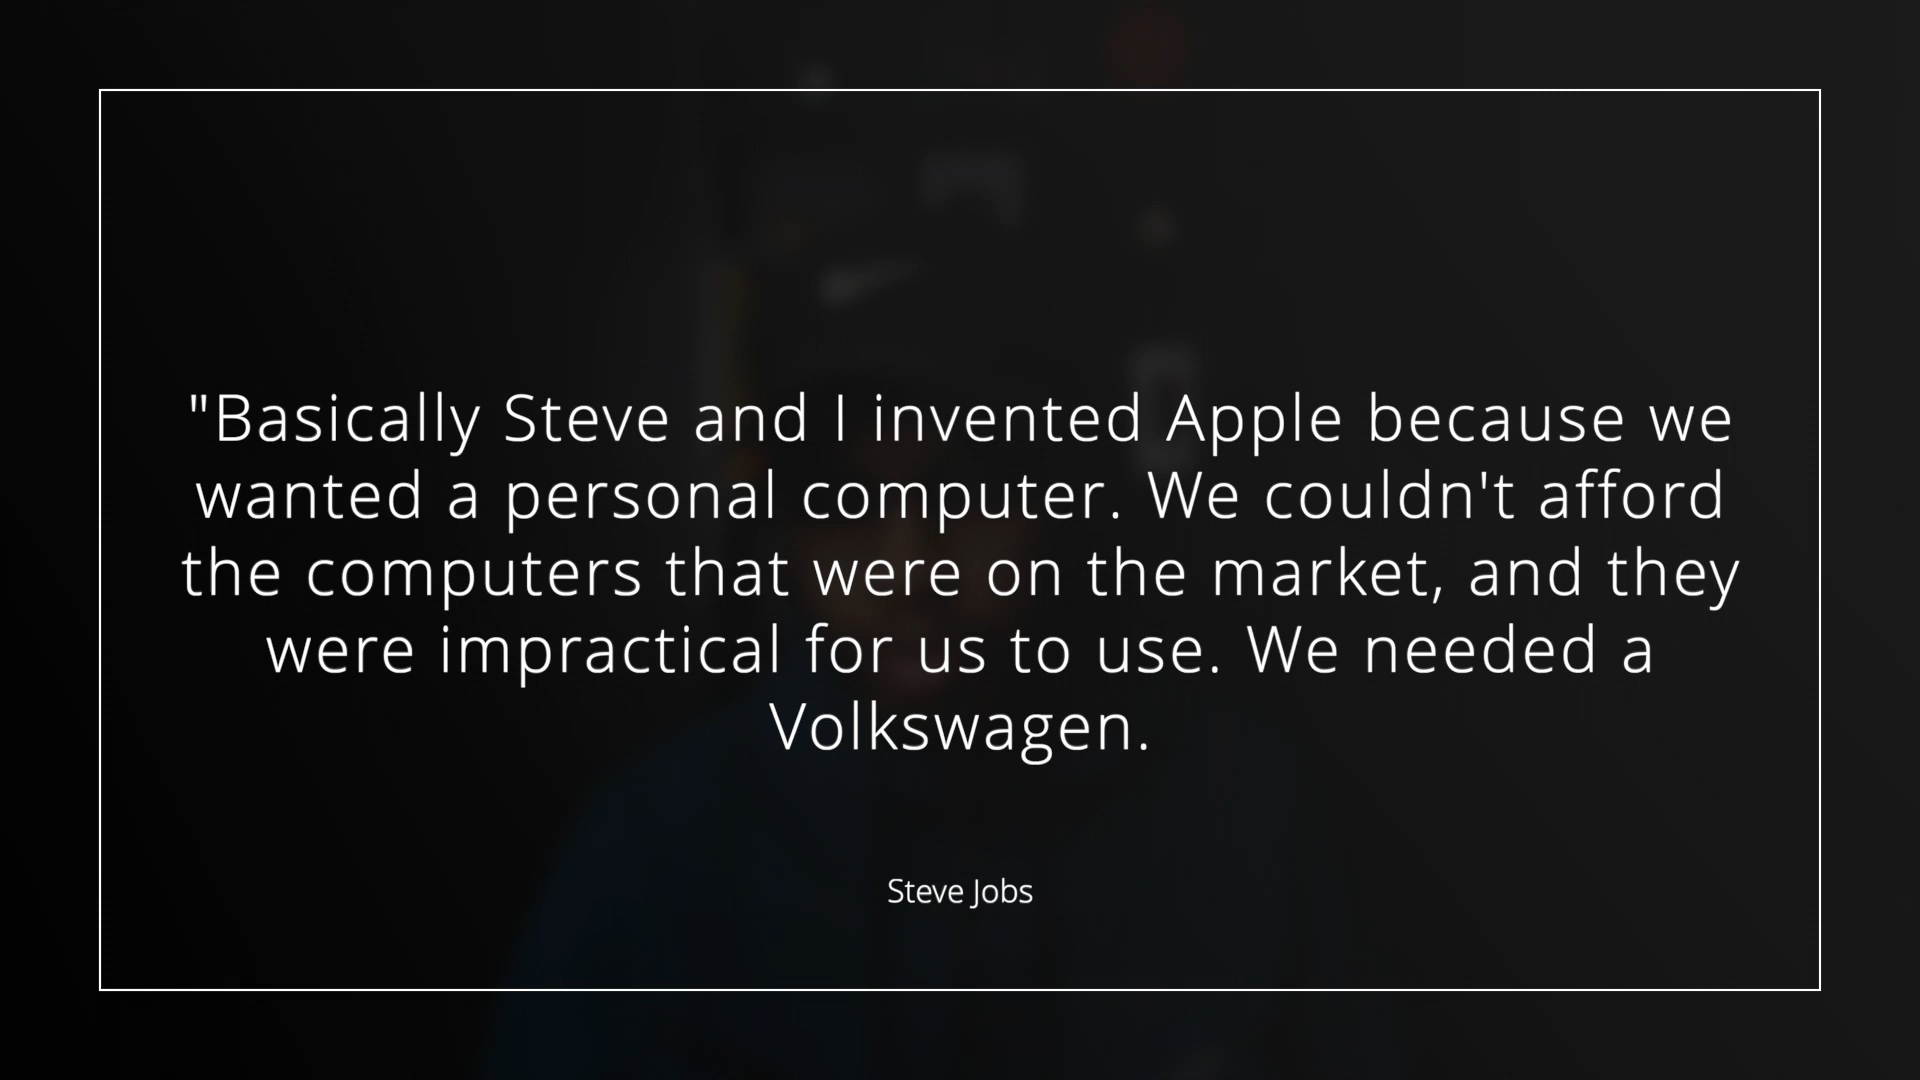 "Basically Steve and I invented Apple because we
wanted a personal computer. We couldn't afford
the computers that were on the market, and they
were impractical for us to use. We needed a
Volkswagen.
Steve Jobs